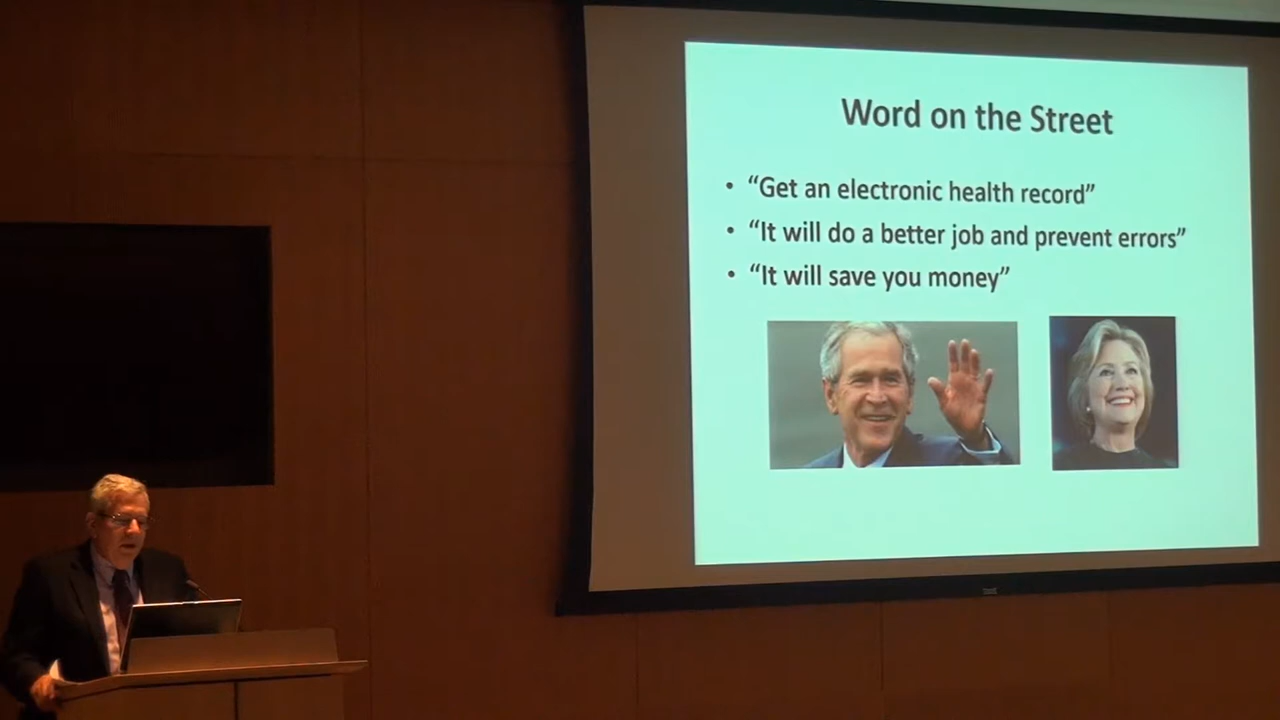 Word on the Street
• “Get an electronic health record”
• “It will do a better job and prevent errors”
• “It will save you money”